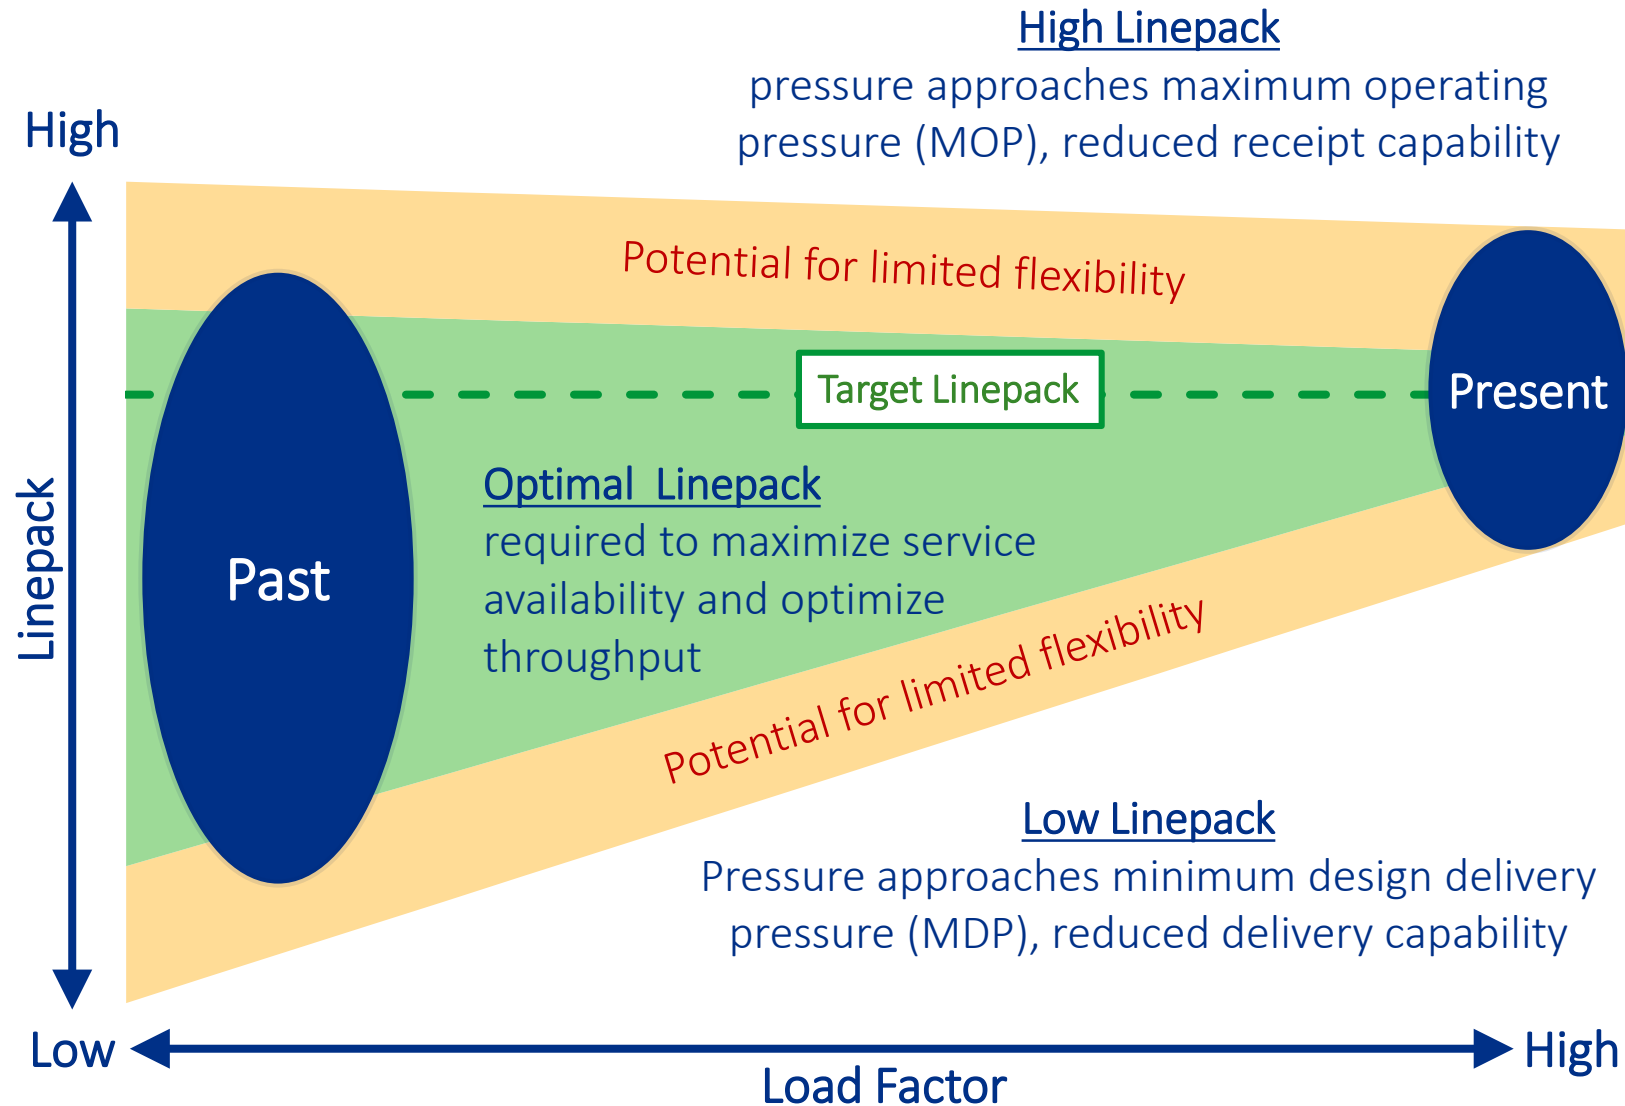 High Linepack
pressure approaches maximum operating
pressure (MOP), reduced receipt capability
High
Potential for limited flexibility
Target Linepack
Present
Optimal Linepack
required to maximize service
availability and optimize
throughput
Past
Linepack
Potential for limited flexibility
Low Linepack
Pressure approaches minimum design delivery
pressure (MDP), reduced delivery capability
Low
High
Load Factor